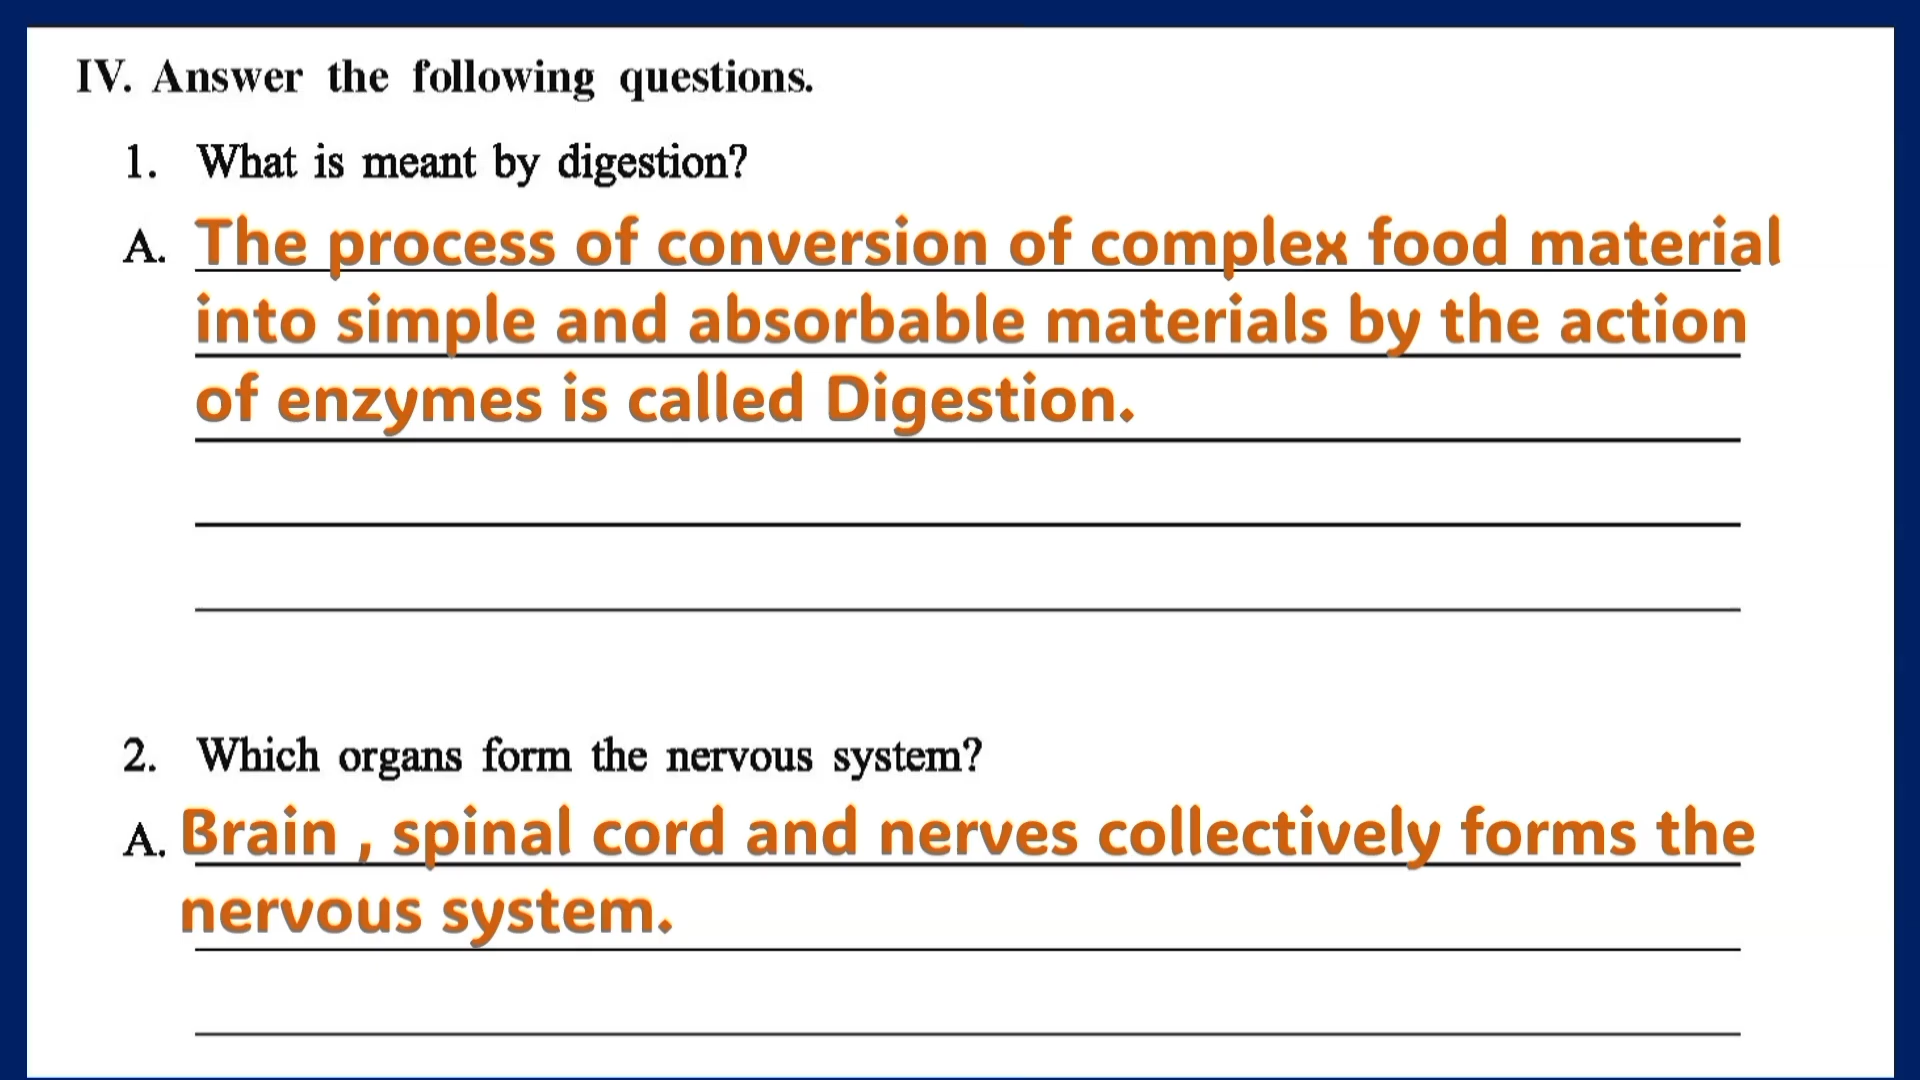 IV. Answer the following questions.
1. What is meant by digestion?
A. The process of conversion of complex food material
into simple and absorbable materials by the action
of enzymes is called Digestion.
2. Which organs form the nervous system?
A. Brain , spinal cord and nerves collectively forms the
nervous system.